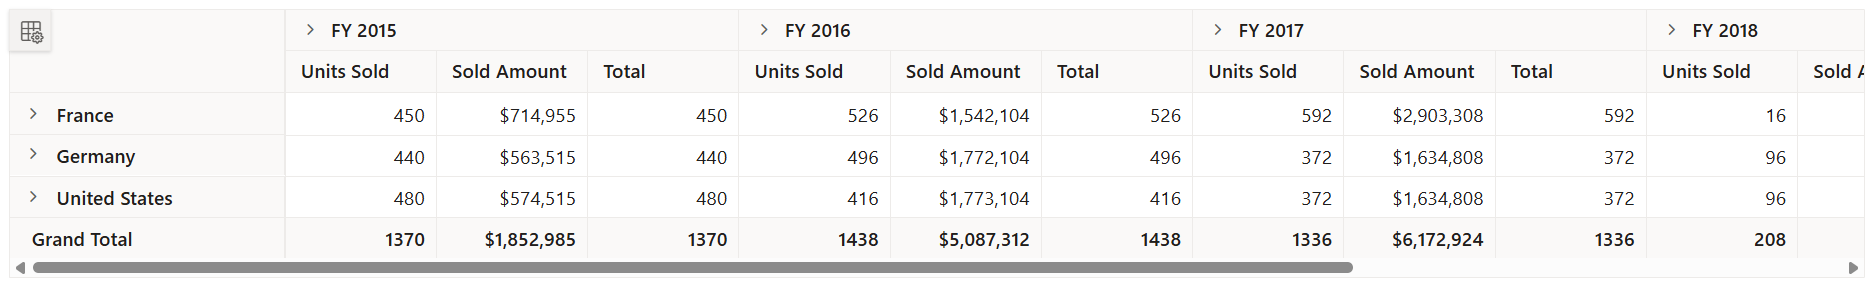 FY 2015 FY 2016 FY 2017 FY 2018
Units Sold Sold Amount Total Units Sold Sold Amount Total Units Sold Sold Amount Total Units Sold Sold
France 450 $714,955 450 526 $1,542,104 526 592 $2,903,308 592 16
Germany 440 $563,515 440 496 $1,772,104 496 372 $1,634,808 372 96
United States 480 $574,515 480 416 $1,773,104 416 372 $1,634,808 372 96
Grand Total 1370 $1,852,985 1370 1438 $5,087,312 1438 1336 $6,172,924 1336 208